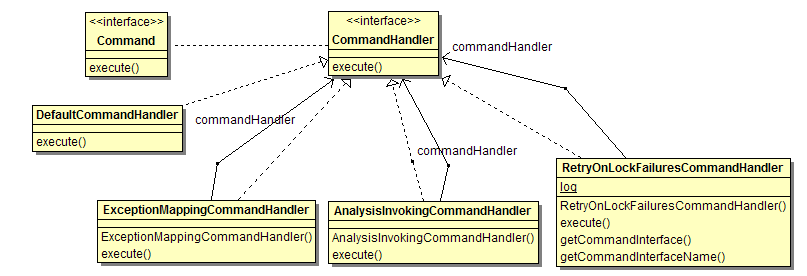 <<interface>>
Command
execute()
<<interface>>
CommandHandler
execute()
commandHandler
DefaultCommandHandler
execute()
commandHandler
commandHandler
ExceptionMappingCommandHandler
ExceptionMappingCommandHandler()
execute()
AnalysisInvokingCommandHandler
AnalysisInvokingCommandHandler()
execute()
RetryOnLockFailuresCommandHandler
log
RetryOnLockFailuresCommandHandler()
execute()
getCommandInterface()
getCommandInterfaceName()